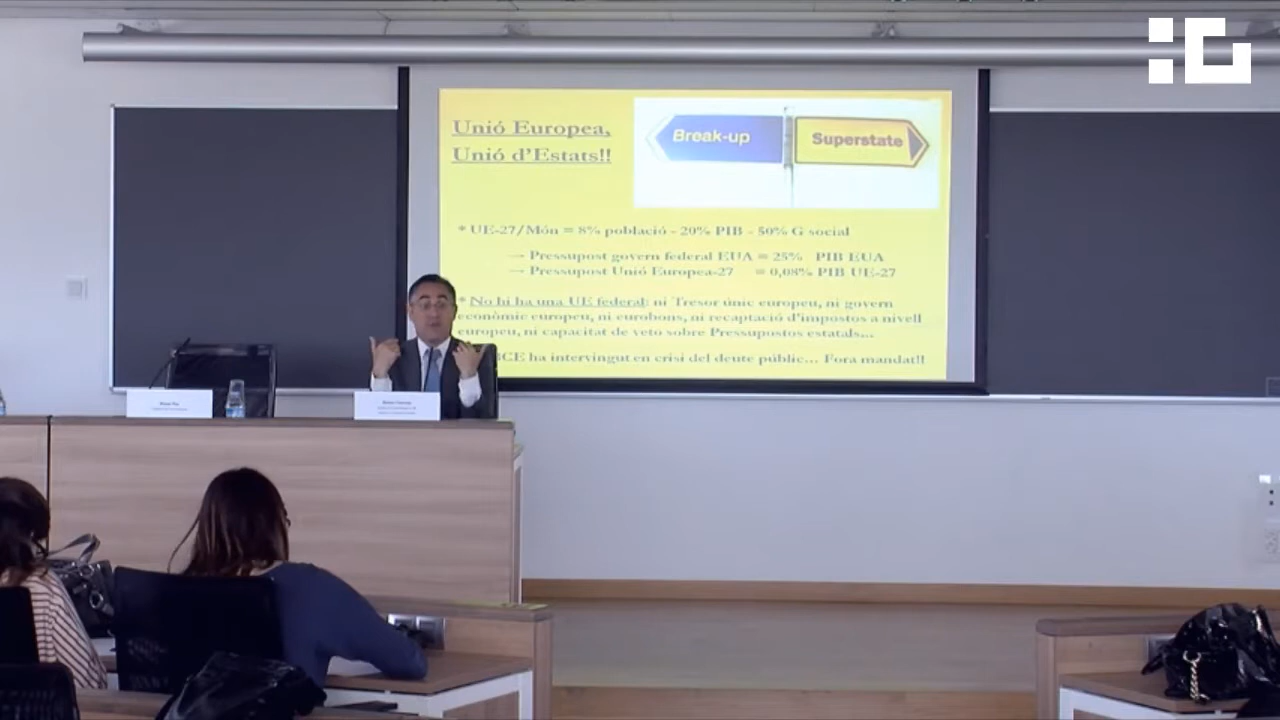 Unió Europea,
Unió d'Estats!!
Break-up
Superstate
* UE-27/Món = 8% població - 20% PIB - 50% G social
→ Pressupost govern federal EUA = 25% PIB EUA
→ Pressupost Unió Europea-27 = 0,08% PIB UE-27
* No hi ha una UE federal: ni Tresor únic europeu, ni govern
econòmic europeu, ni eurobons, ni recaptació d'impostos a nivell
europeu, ni capacitat de veto sobre Pressupostos estatals...
BCE ha intervingut en crisi del deute públic... Fora mandat!!